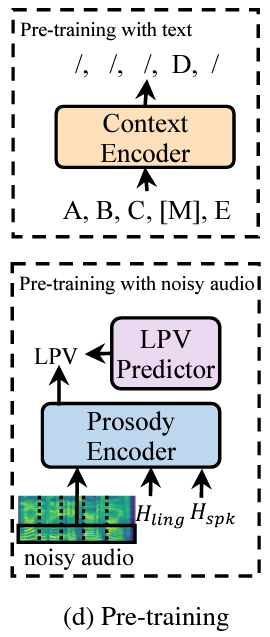 Pre-training with text
/, /, /, D, /
Context
Encoder
A, B, C, [M], E
Pre-training with noisy audio
LPV
LPV
Predictor
Prosody
Encoder
H_{ling} H_{spk}
noisy audio
(d) Pre-training